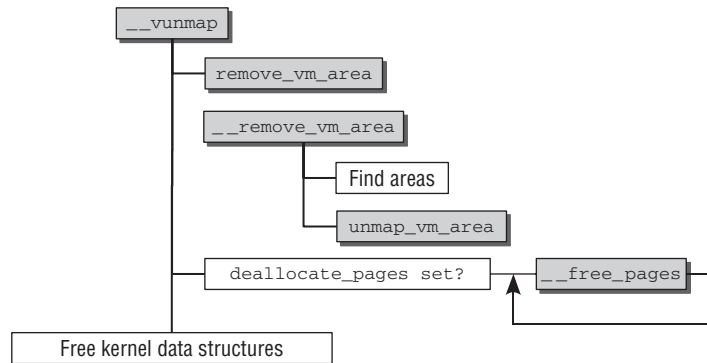 __vunmap
remove_vm_area
__remove_vm_area
Find areas
unmap_vm_area
deallocate_pages set?
__free_pages
Free kernel data structures